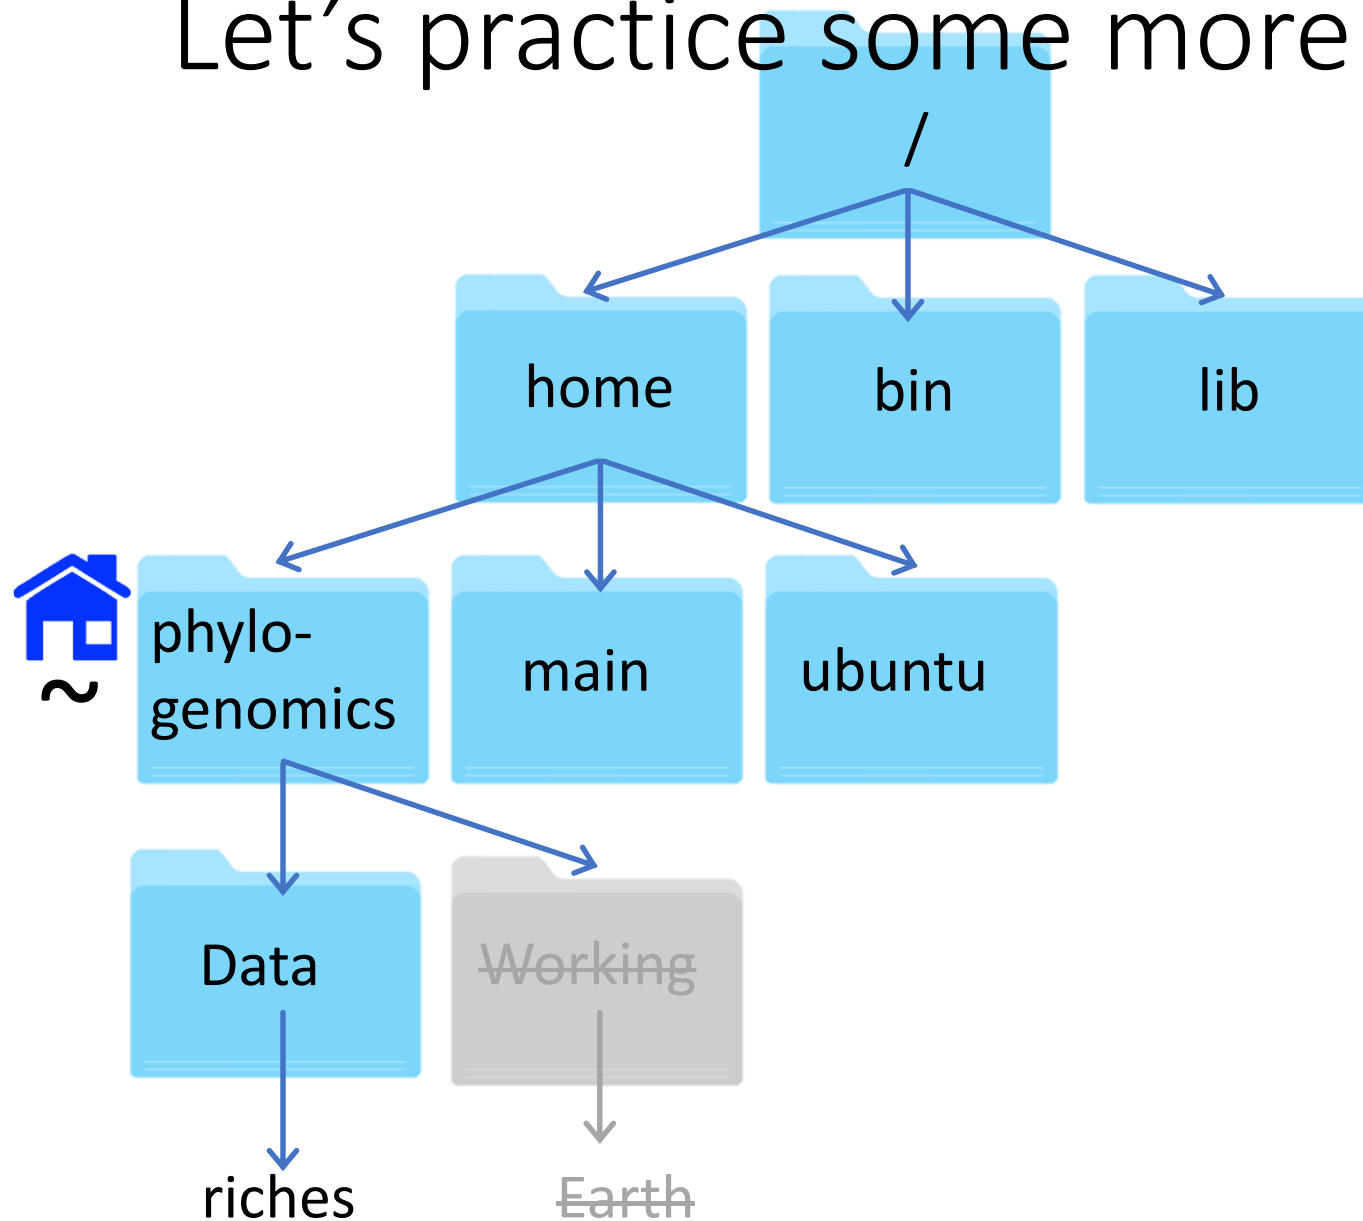 Let’s practice some more
/
home
bin
lib
phylo-
genomics
~
main
ubuntu
Data
Working
riches
Earth